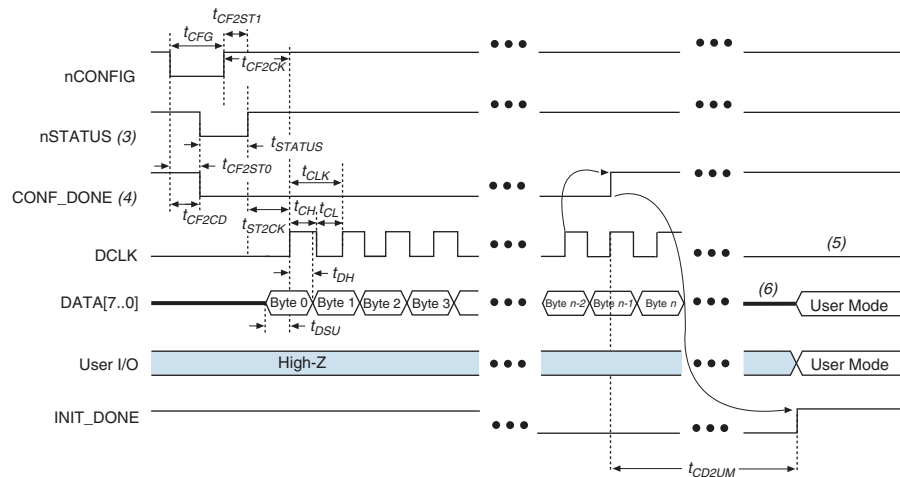 tCF2ST1
tCFG
tCF2CK
nCONFIG
nSTATUS (3)
tSTATUS
tCF2ST0
tCLK
CONF_DONE (4)
tCF2CD
tST2CK
tCH
tCL
DCLK
(5)
tDH
DATA[7..0]
Byte 0
Byte 1
Byte 2
Byte 3
Byte n-2
Byte n-1
Byte n
(6)
User Mode
tDSU
User I/O
High-Z
User Mode
INIT_DONE
tCD2UM